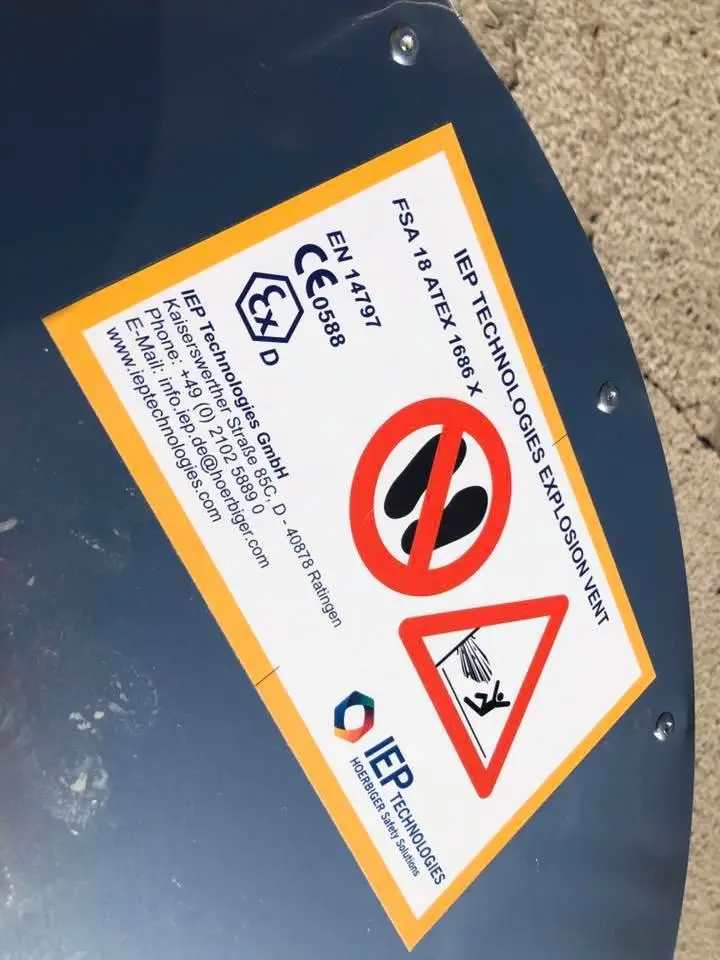 IEP TECHNOLOGIES EXPLOSION VENT
FSA 18 ATEX 1686 X
EN 14797
CE 0588
Ex D
IEP Technologies GmbH
Kaiserswerther Straße 85C, D - 40878 Ratingen
Phone: +49 (0) 2102 5889 0
E-Mail: info.iep.de@hoerbiger.com
www.ieptechnologies.com
IEP TECHNOLOGIES
HOERBIGER Safety Solutions